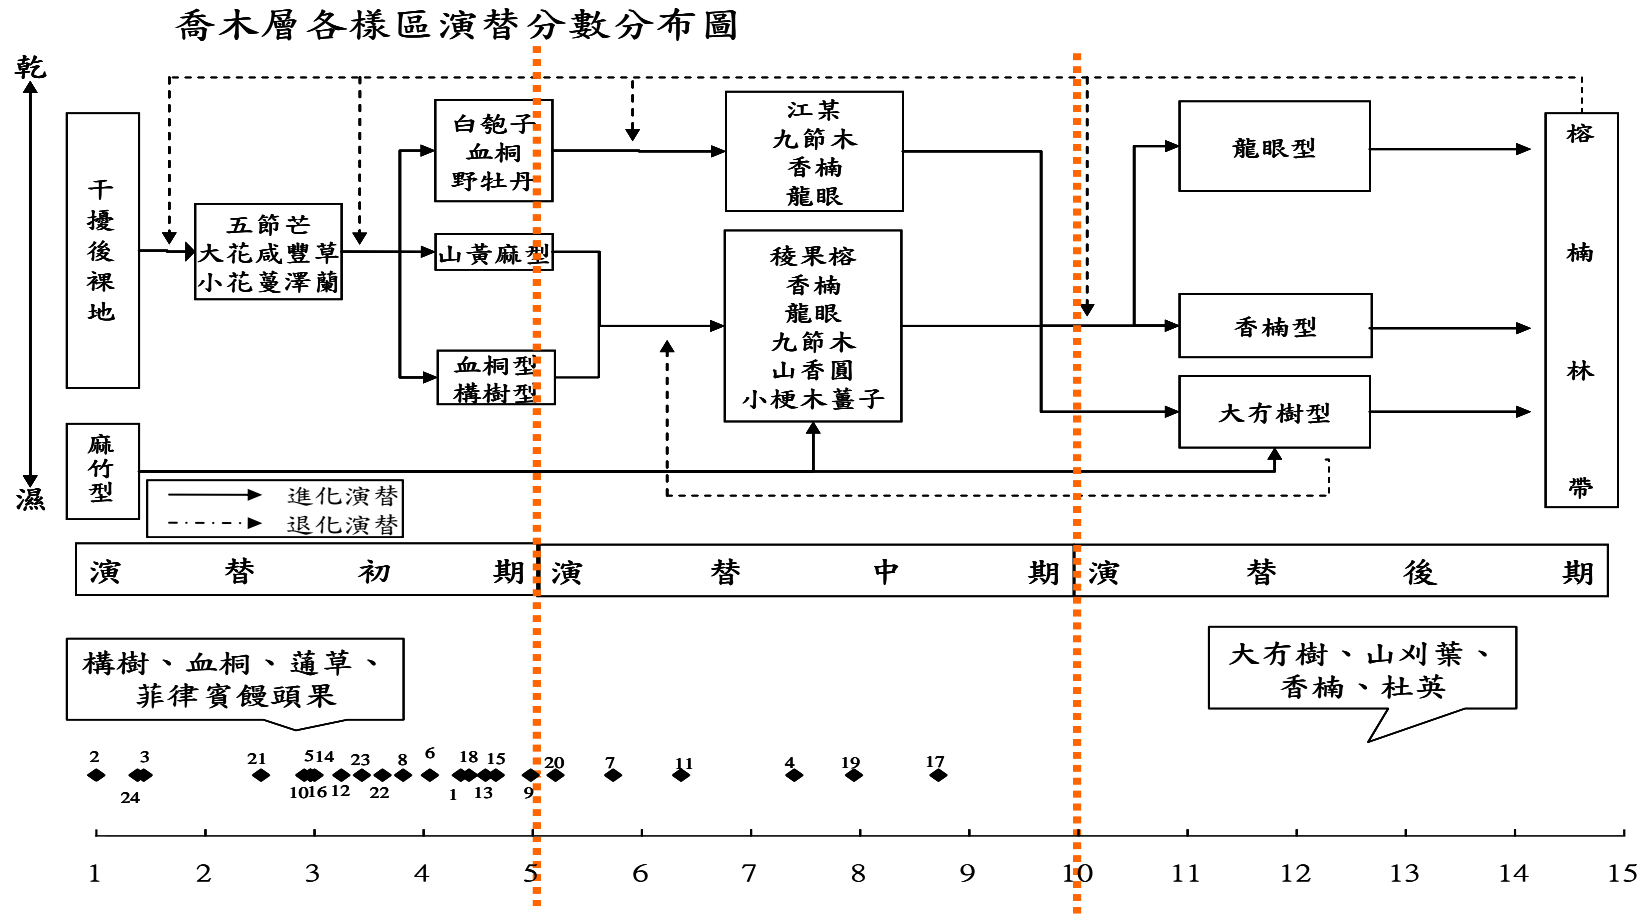 喬木層各樣區演替分數分布圖
乾
濕
干擾後裸地
麻竹型
五節芒
大花咸豐草
小花蔓澤蘭
白匏子
血桐
野牡丹
山黃麻型
血桐型
構樹型
江某
九節木
香楠
龍眼
稜果榕
香楠
龍眼
九節木
山香圓
小梗木薑子
龍眼型
香楠型
大冇樹型
榕楠林帶
進化演替
退化演替
演替初期
演替中期
演替後期
構樹、血桐、蓪草、
菲律賓饅頭果
大冇樹、山刈葉、
香楠、杜英
2 3 21 5 14 23 8 6 18 15 20 7 11 4 19 17
24 10 16 12 22 1 13 9
1 2 3 4 5 6 7 8 9 10 11 12 13 14 15